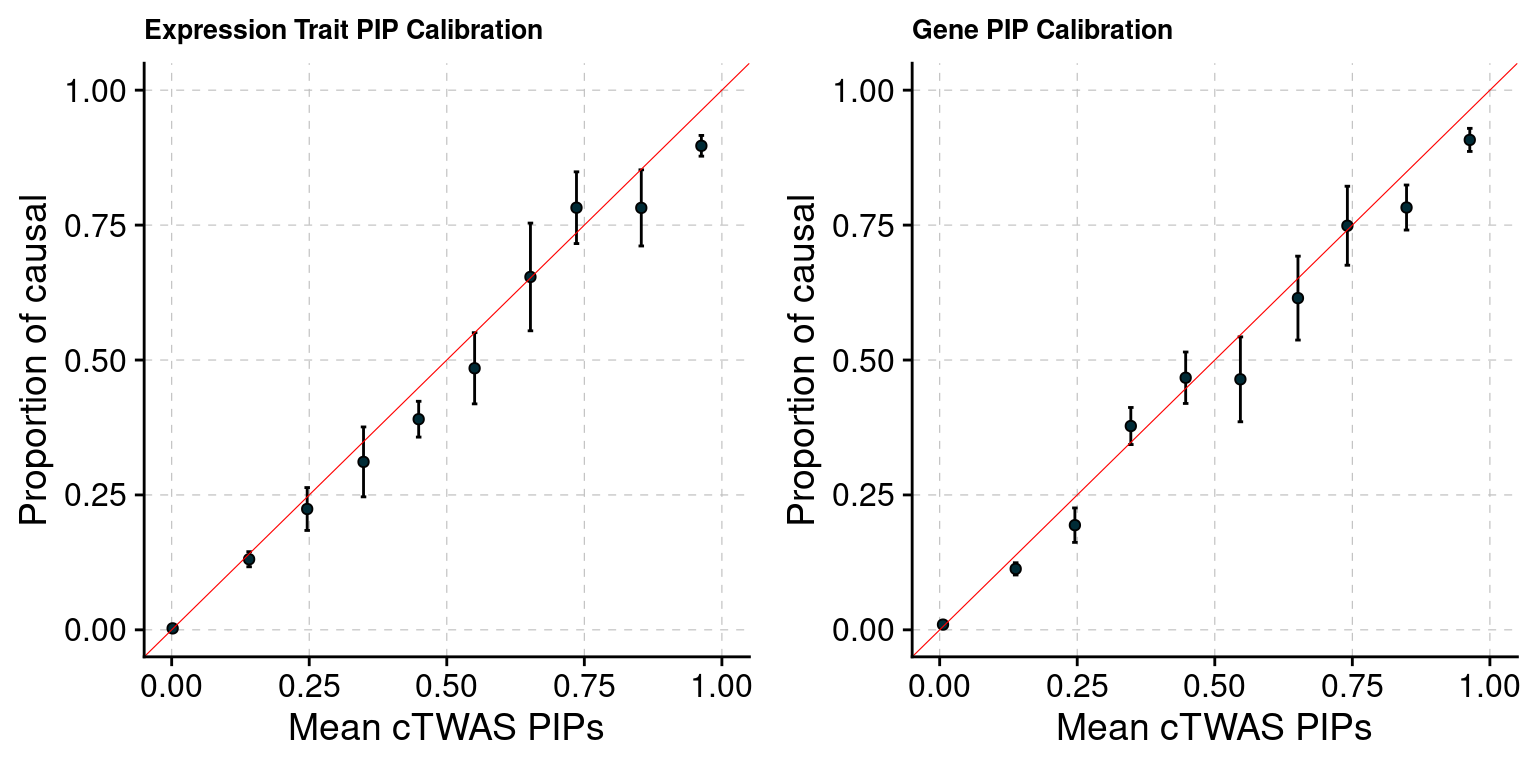 Expression Trait PIP Calibration
1.00
0.75
0.50
0.25
0.00
Proportion of causal
0.00 0.25 0.50 0.75 1.00
Mean cTWAS PIPs
Gene PIP Calibration
1.00
0.75
0.50
0.25
0.00
Proportion of causal
0.00 0.25 0.50 0.75 1.00
Mean cTWAS PIPs